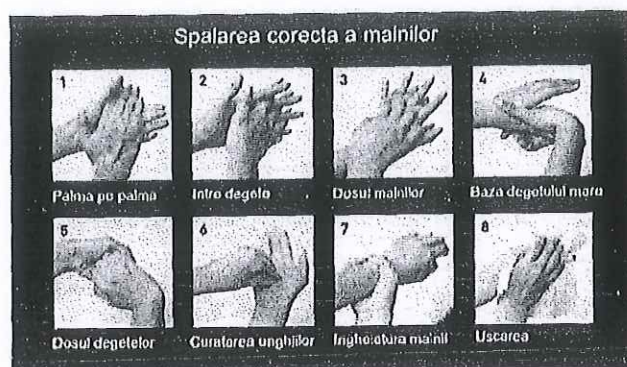 Spalarea corecta a mainilor
1 2 3 4
Palma pe palma Intre degete Dosul mainilor Baza degetului mare
5 6 7 8
Dosul degetelor Curatarea unghiilor Incheietura mainii Uscarea